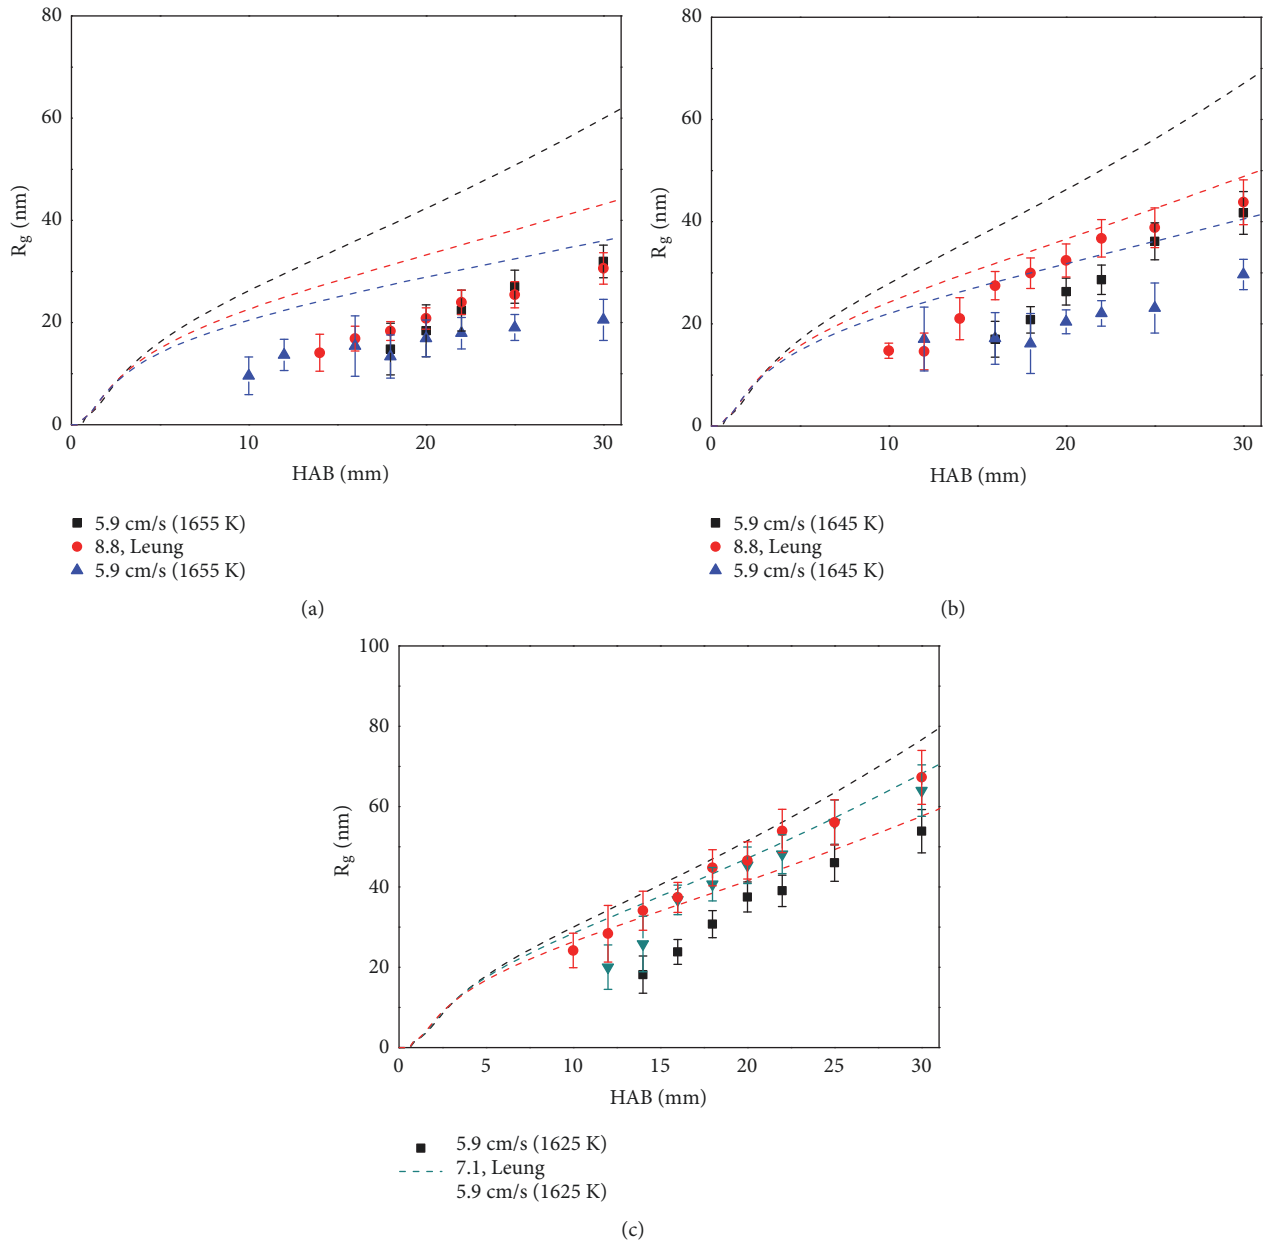 80
60
40
20
0
R_g (nm)
0 10 20 30
HAB (mm)
5.9 cm/s (1655 K)
8.8, Leung
5.9 cm/s (1655 K)
(a)
80
60
40
20
0
R_g (nm)
0 10 20 30
HAB (mm)
5.9 cm/s (1645 K)
8.8, Leung
5.9 cm/s (1645 K)
(b)
100
80
60
40
20
0
R_g (nm)
0 5 10 15 20 25 30
HAB (mm)
5.9 cm/s (1625 K)
7.1, Leung
5.9 cm/s (1625 K)
(c)